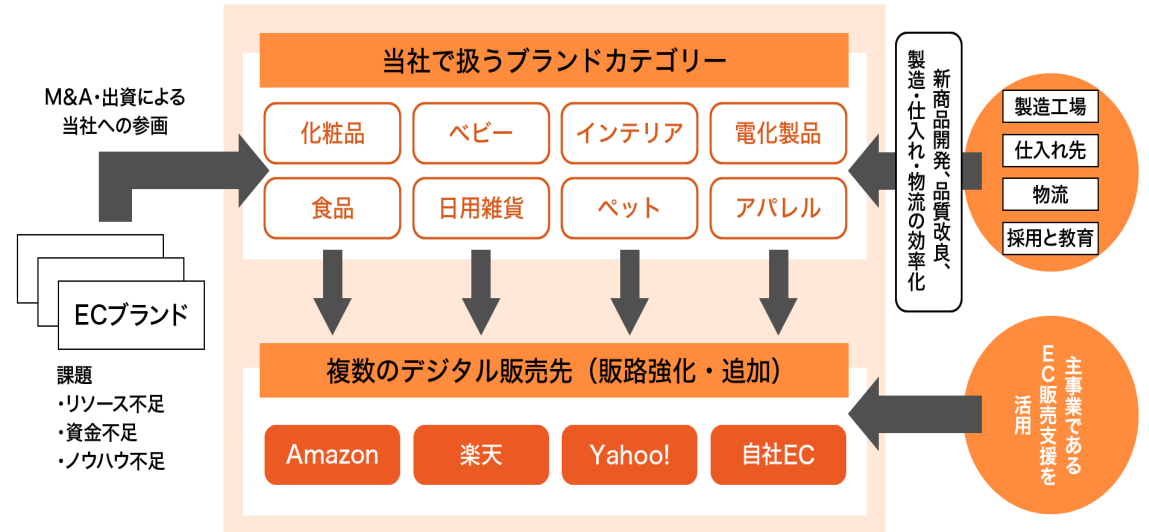 M&A・出資による
当社への参画
ECブランド
課題
・リソース不足
・資金不足
・ノウハウ不足
当社で扱うブランドカテゴリー
化粧品
ベビー
インテリア
電化製品
食品
日用雑貨
ペット
アパレル
複数のデジタル販売先（販路強化・追加）
Amazon
楽天
Yahoo!
自社EC
新商品開発、品質改良、
製造・仕入れ・物流の効率化
製造工場
仕入れ先
物流
採用と教育
主事業である
EC販売支援を
活用